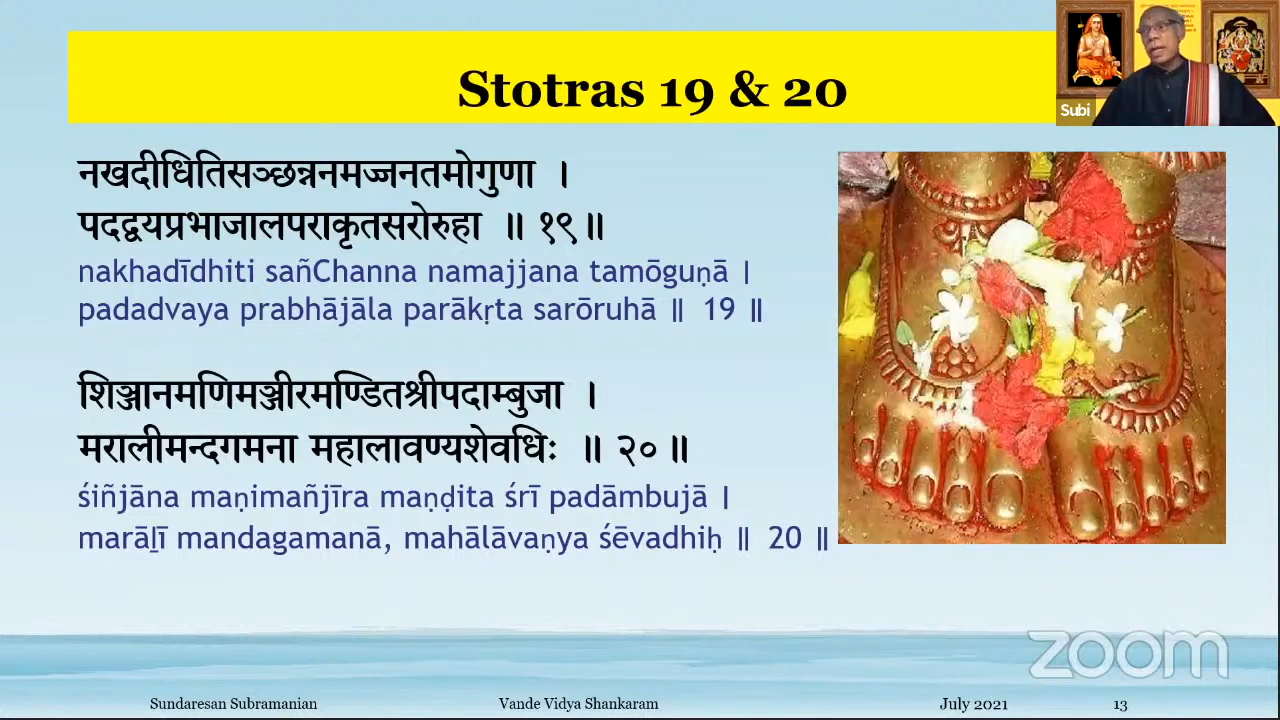 Stotras 19 & 20
Subi
नखदीधितिसञ्छन्ननमज्जनतमोगुणा ।
पदद्वयप्रभाजालपराकृतसरोरुहा ॥ १९॥
nakhadīdhiti sañChanna namajjana tamōguṇā |
padadvaya prabhājāla parākṛta sarōruhā ॥ 19 ॥
शिञ्जानमणिमञ्जीरमण्डितश्रीपदाम्बुजा ।
मरालीमन्दगमना महालावण्यशेवधिः ॥ २०॥
śiñjāna maṇimañjīra maṇḍita śrī padāmbujā |
marāḻī mandagamanā, mahālāvaṇya śēvadhiḥ ॥ 20 ॥
zoom
Sundaresan Subramanian Vande Vidya Shankaram July 2021 13